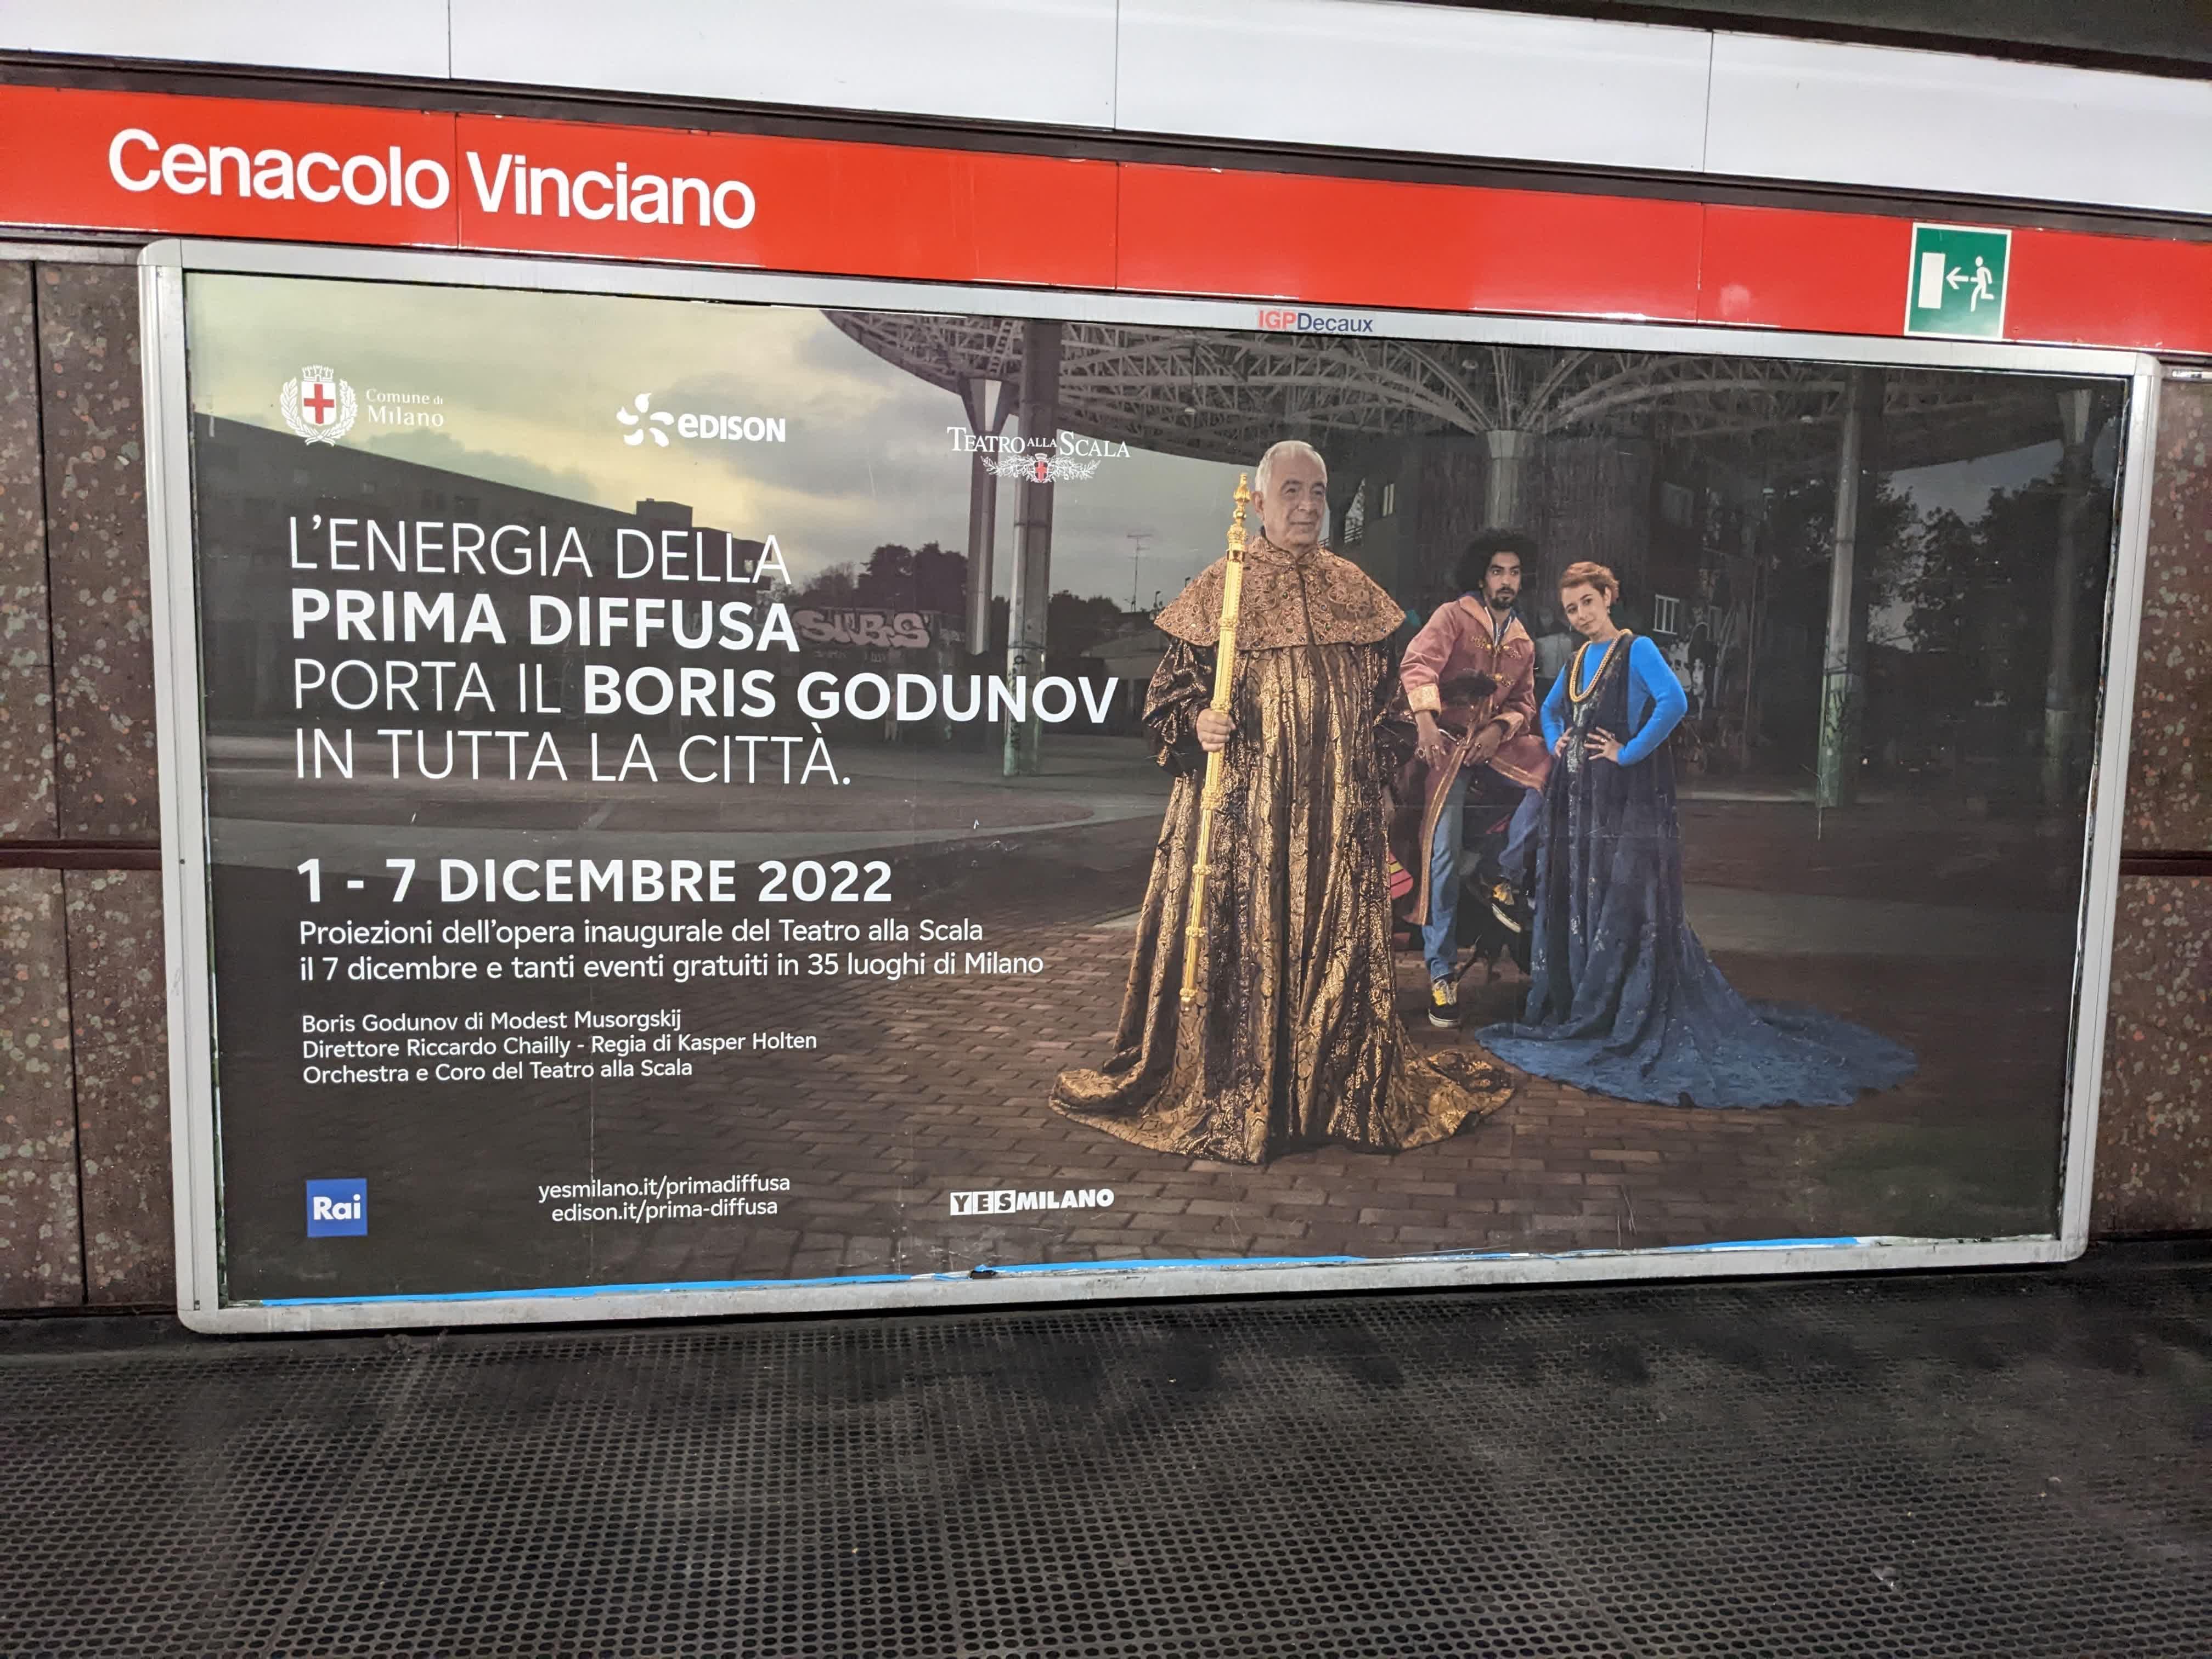 Cenacolo Vinciano
IGPDecaux
Comune di
Milano
eDISON
TEATRO ALLA SCALA
L'ENERGIA DELLA
PRIMA DIFFUSA
PORTA IL BORIS GODUNOV
IN TUTTA LA CITTÀ.
SUBS
1 - 7 DICEMBRE 2022
Proiezioni dell'opera inaugurale del Teatro alla Scala
il 7 dicembre e tanti eventi gratuiti in 35 luoghi di Milano
Boris Godunov di Modest Musorgskij
Direttore Riccardo Chailly - Regia di Kasper Holten
Orchestra e Coro del Teatro alla Scala
Rai
yesmilano.it/primadiffusa
edison.it/prima-diffusa
YESMILANO